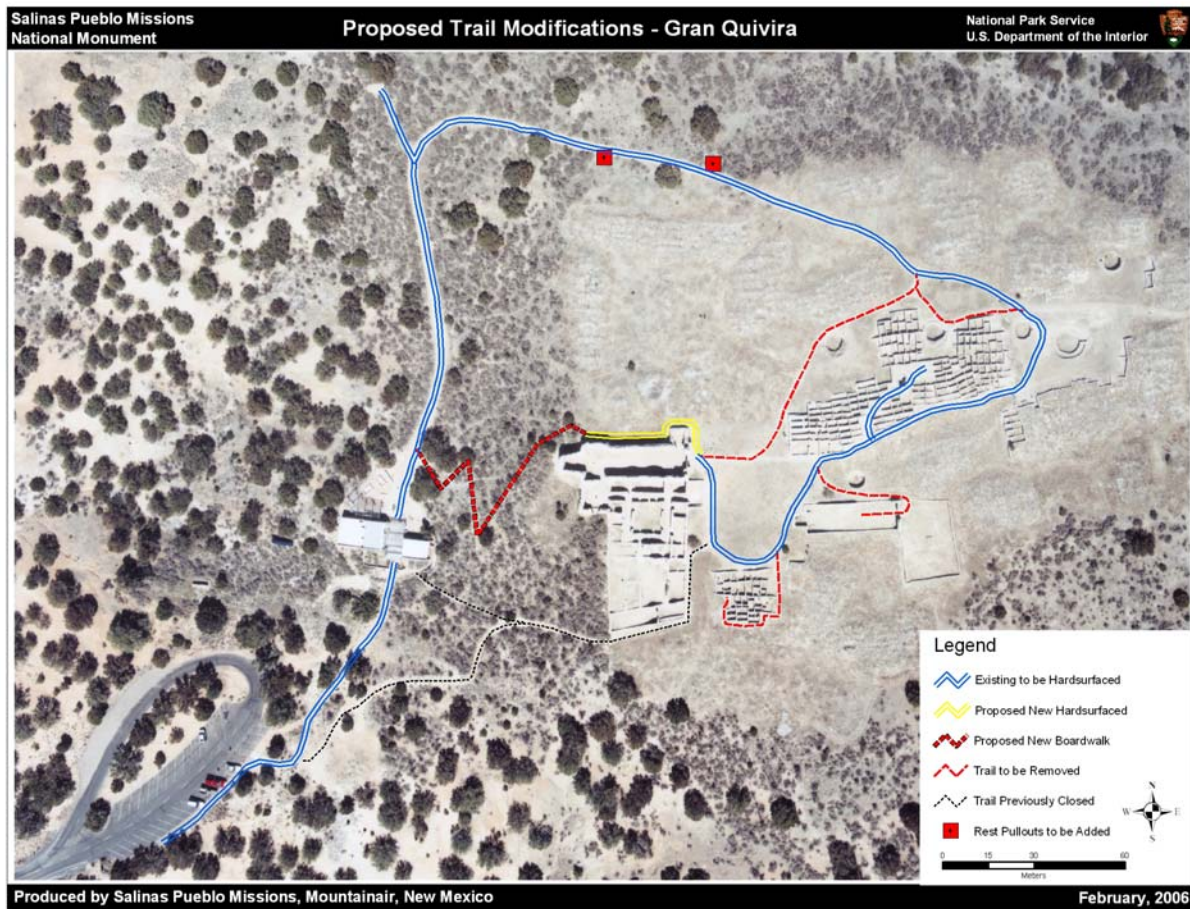 Salinas Pueblo Missions
National Monument
Proposed Trail Modifications - Gran Quivira
National Park Service
U.S. Department of the Interior
Legend
Existing to be Hardsurfaced
Proposed New Hardsurfaced
Proposed New Boardwalk
Trail to be Removed
Trail Previously Closed
Rest Pullouts to be Added
N
W E
S
0 15 30 60
Meters
Produced by Salinas Pueblo Missions, Mountainair, New Mexico
February, 2006